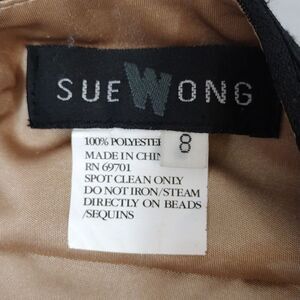 SUE WONG
100% POLYESTER
8
MADE IN CHIN
RN 69701
SPOT CLEAN ONLY
DO NOT IRON/STEAM
DIRECTLY ON BEADS
/SEQUINS